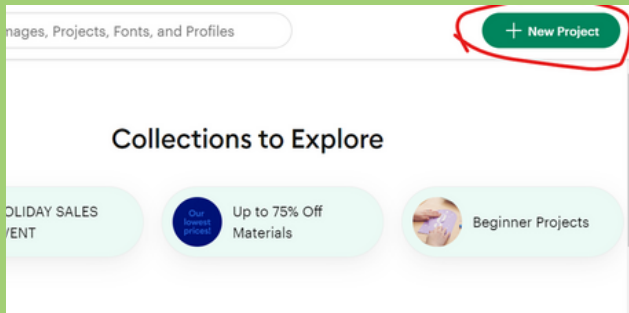 Images, Projects, Fonts, and Profiles
+ New Project
Collections to Explore
OLIDAY SALES
VENT
Our
lowest
prices!
Up to 75% Off
Materials
Beginner Projects